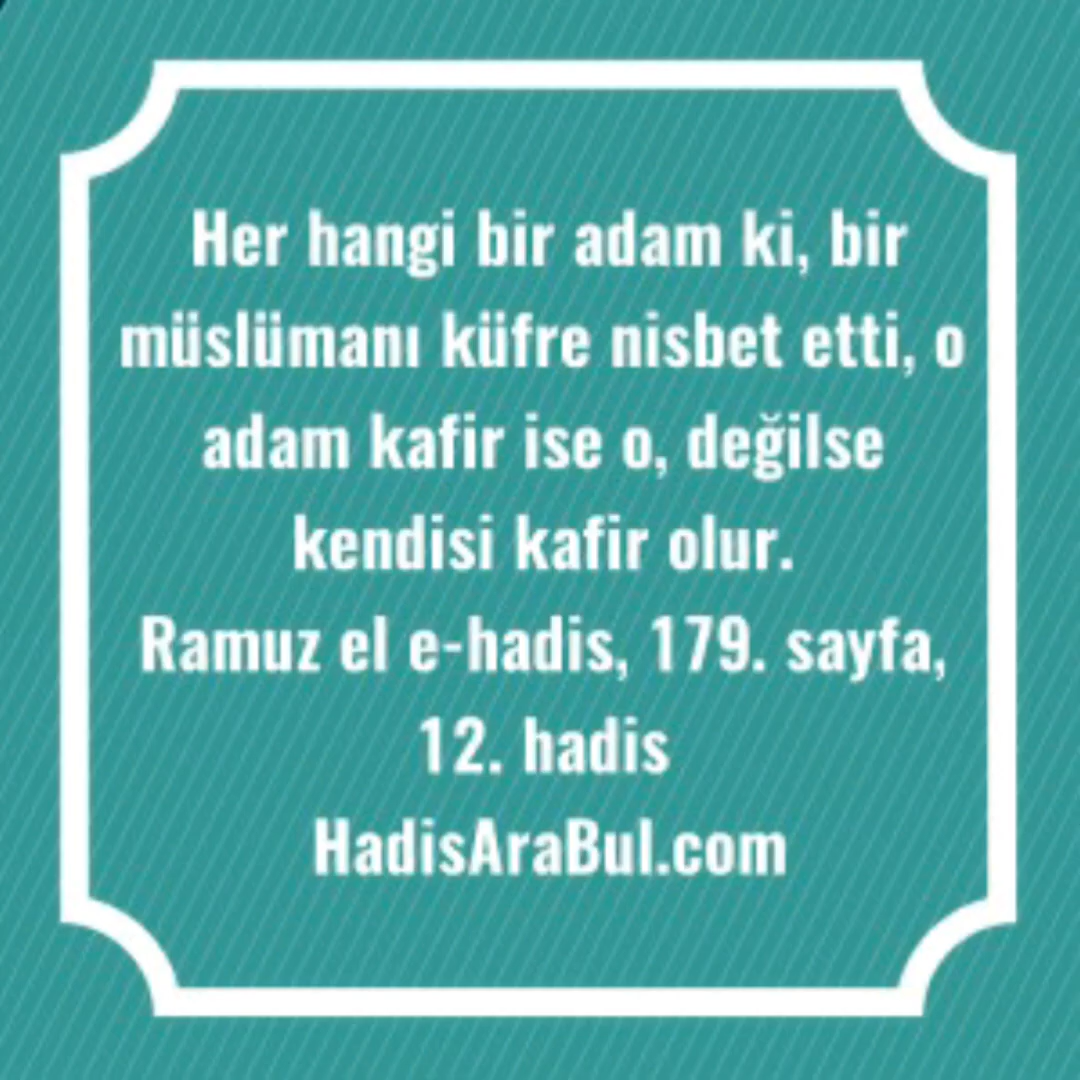 Her hangi bir adam ki, bir
müslümanı küfre nisbet etti, o
adam kafir ise o, değilse
kendisi kafir olur.
Ramuz el e-hadis, 179. sayfa,
12. hadis
HadisAraBul.com